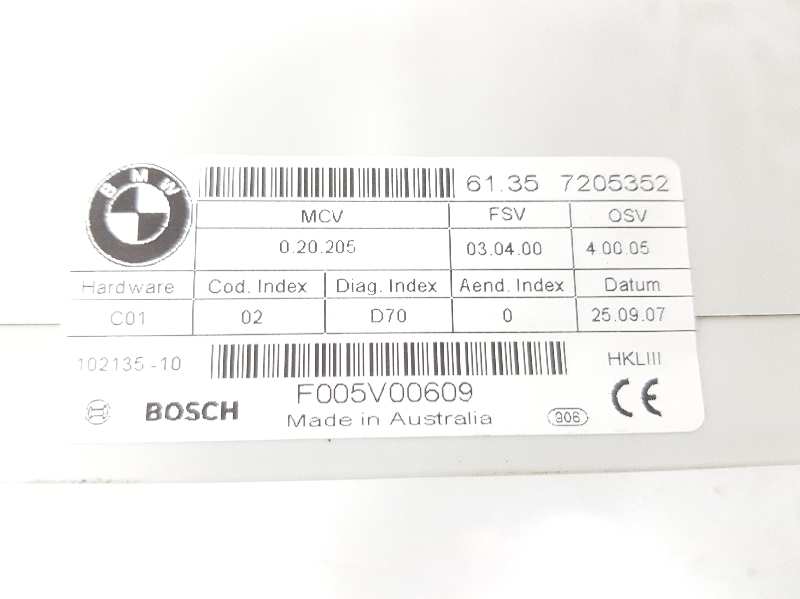 BMW
61.35 7205352
MCV FSV OSV
0.20.205 03.04.00 4.00.05
Hardware Cod. Index Diag. Index Aend. Index Datum
C01 02 D70 0 25.09.07
102135-10 HKLIII
F005V00609
BOSCH Made in Australia 906 CE